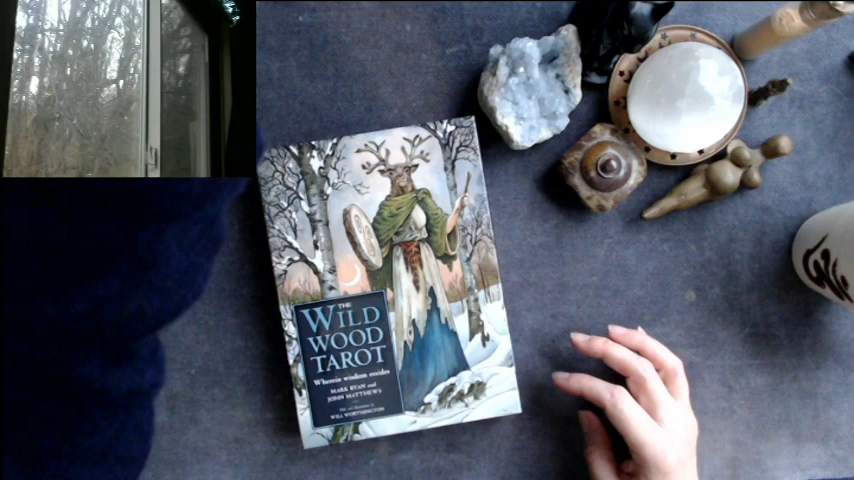 THE
WILD
WOOD
TAROT
Wherein wisdom resides
MARK RYAN and
JOHN MATTHEWS
WILL WORTHINGTON